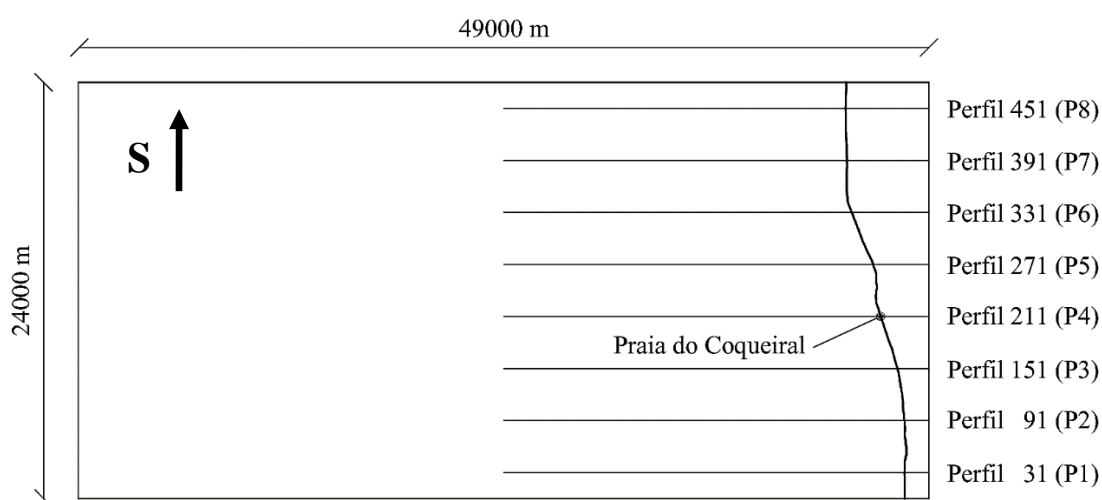 49000 m
24000 m
S
Perfil 451 (P8)
Perfil 391 (P7)
Perfil 331 (P6)
Perfil 271 (P5)
Perfil 211 (P4)
Praia do Coqueiral
Perfil 151 (P3)
Perfil 91 (P2)
Perfil 31 (P1)